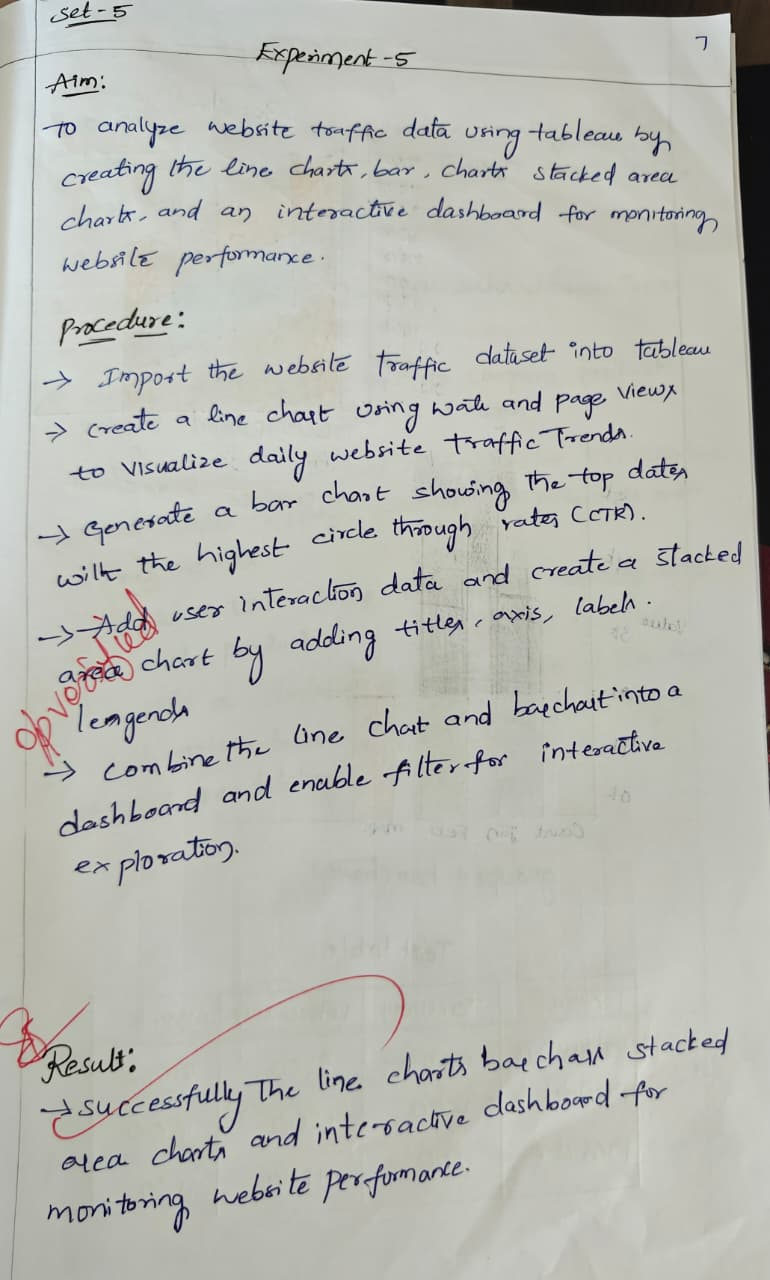 Set-5
7
Experiment-5
Aim:
To analyze website traffic data using tableau by
creating the line charts, bar, charts stacked area
charts, and an interactive dashboard for monitoring
website performance.
Procedure:
→ Import the website traffic dataset into tableau
→ Create a line chart using and page views
to visualize daily website traffic Trends.
→ Generate a bar chart showing the top dates
with the highest circle through rates (CTR).
→ Add user interaction data and create a stacked
area chart by adding titles, axis, labels.
lengends
→ Combine the line chart and bar chart into a
dashboard and enable filter for interactive
exploration.
Result:
→ Successfully The line charts bar chars stacked
area charts and interactive dashboard for
monitoring website performance.